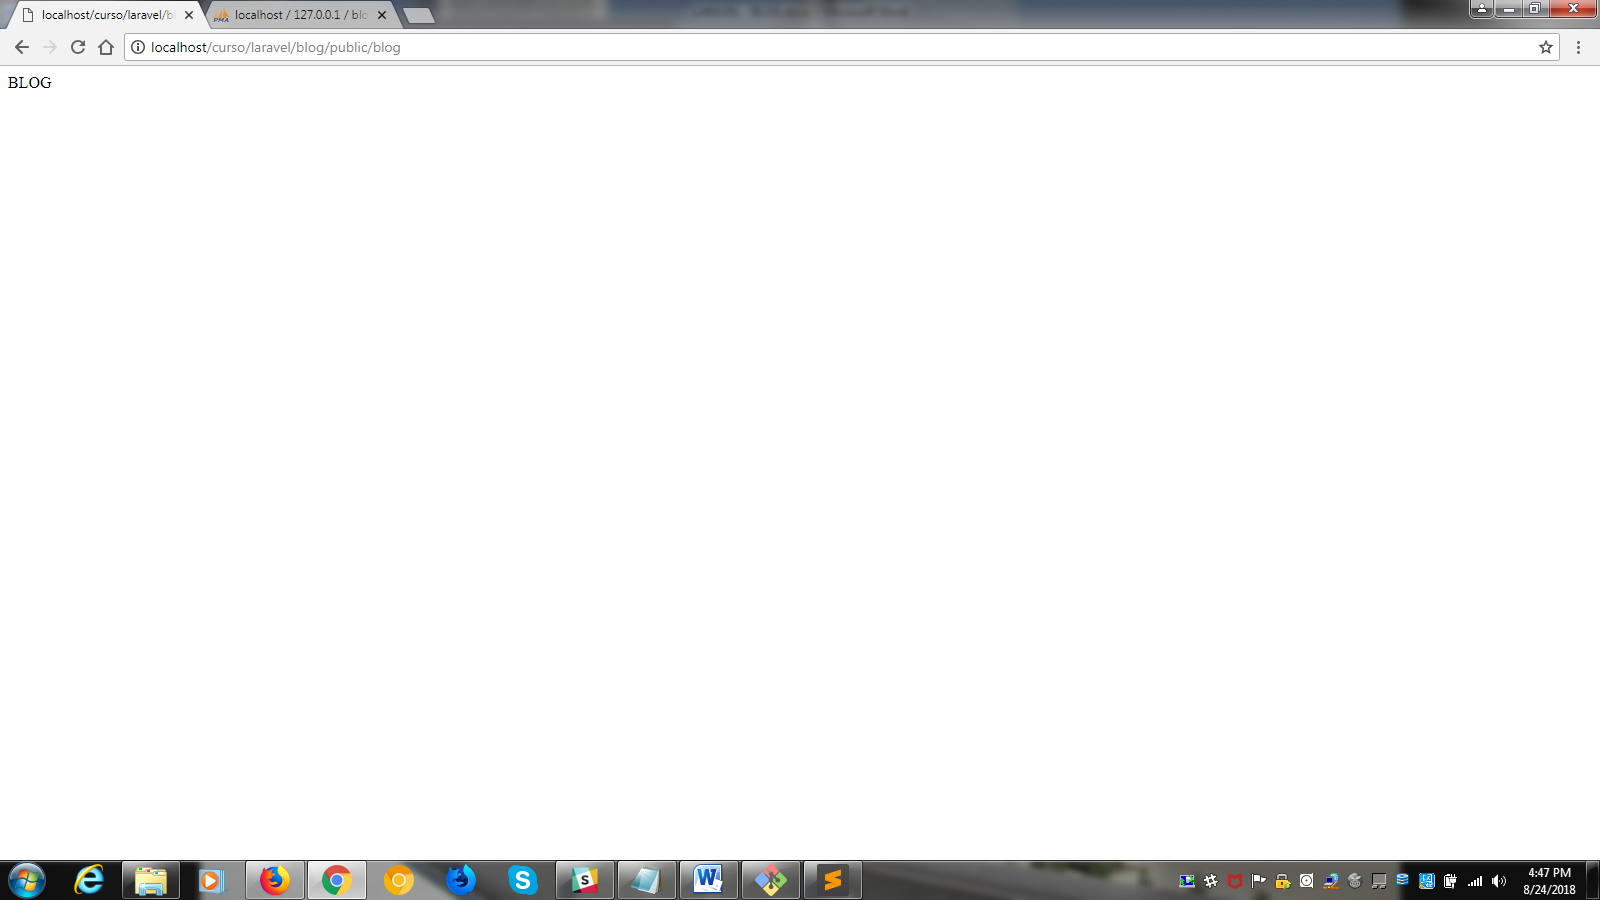 localhost/curso/laravel/b
localhost / 127.0.0.1 / blo
localhost/curso/laravel/blog/public/blog
BLOG
4:47 PM
8/24/2018